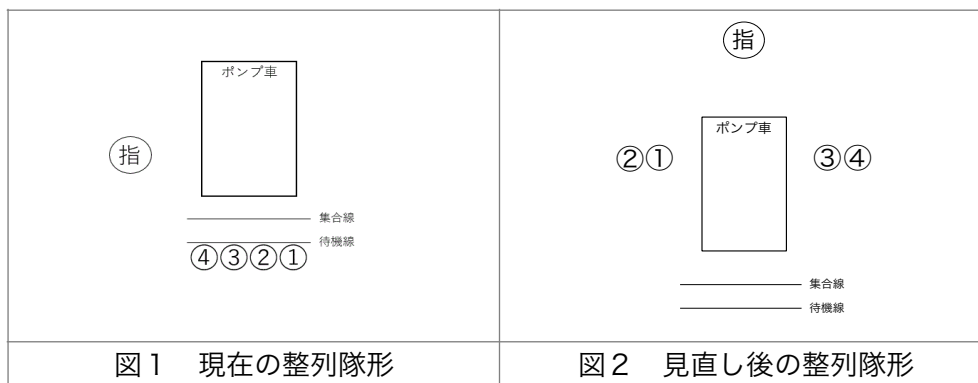 ポンプ車
指
集合線
待機線
④③②①
図1 現在の整列隊形
指
ポンプ車
②① ③④
集合線
待機線
図2 見直し後の整列隊形